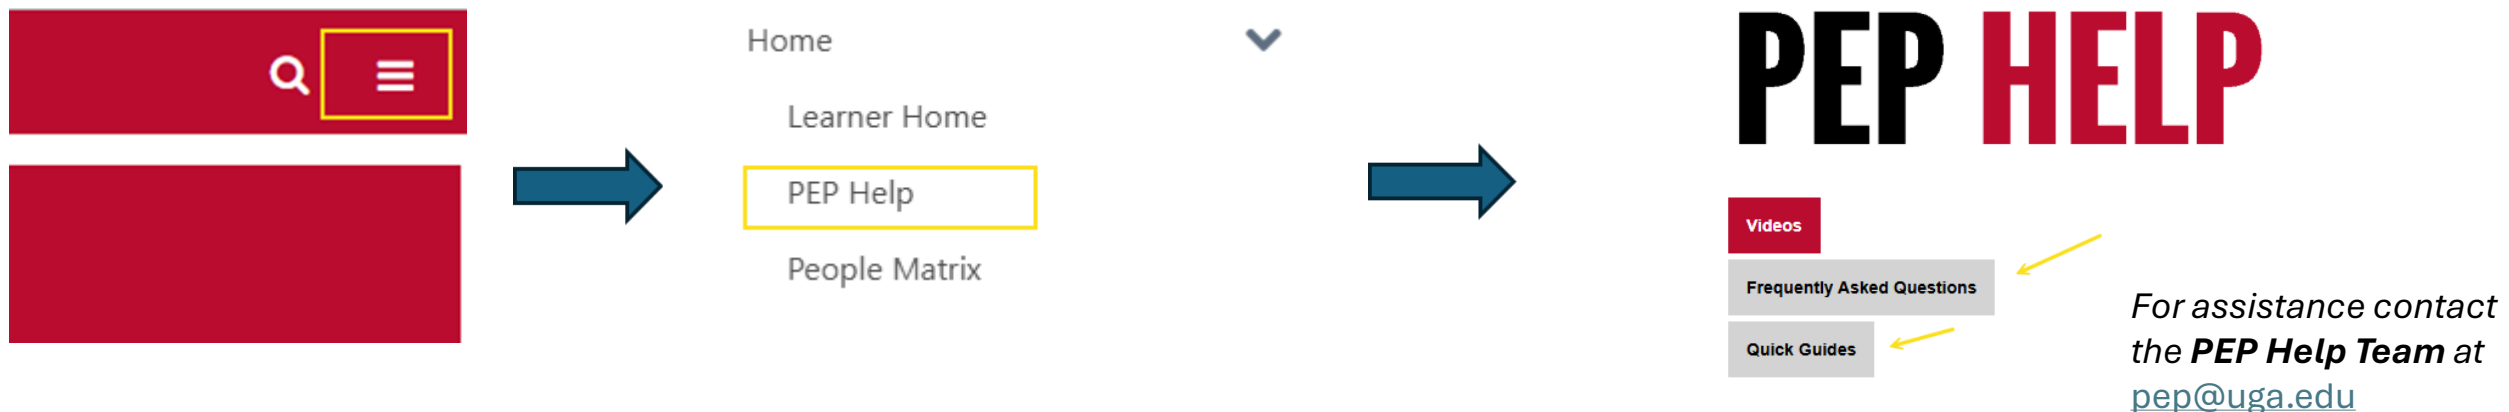 Home
Learner Home
PEP Help
People Matrix
PEP HELP
Videos
Frequently Asked Questions
Quick Guides
For assistance contact
the PEP Help Team at
pep@uga.edu